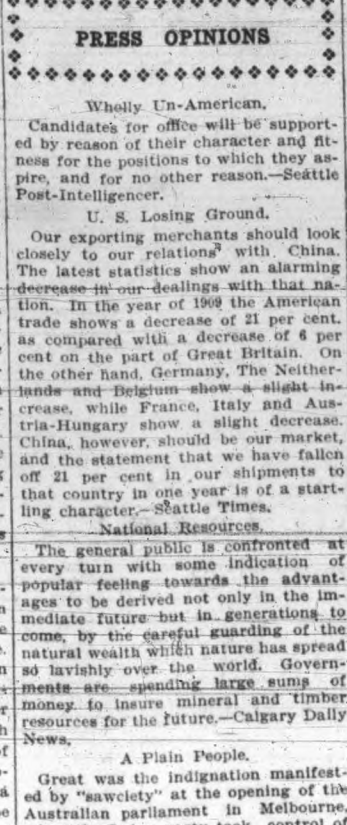 PRESS OPINIONS
Wholly Un-American.
Candidates for office will be support-
ed by reason of their character and fit-
ness for the positions to which they as-
pire, and for no other reason.—Seattle
Post-Intelligencer.
U. S. Losing Ground.
Our exporting merchants should look
closely to our relations with China.
The latest statistics show an alarming
decrease in our dealings with that na-
tion. In the year of 1909 the American
trade shows a decrease of 21 per cent.
as compared with a decrease of 6 per
cent on the part of Great Britain. On
the other hand, Germany, The Nether-
lands and Belgium show a slight in-
crease, while France, Italy and Aus-
tria-Hungary show a slight decrease.
China, however, should be our market,
and the statement that we have fallen
off 21 per cent in our shipments to
that country in one year is of a start-
ling character.—Seattle Times.
National Resources.
The general public is confronted at
every turn with some indication of
popular feeling towards the advant-
ages to be derived not only in the im-
mediate future but in generations to
come, by the careful guarding of the
natural wealth which nature has spread
so lavishly over the world. Govern-
ments are spending large sums of
money to insure mineral and timber
resources for the future.—Calgary Daily
News.
A Plain People.
Great was the indignation manifest-
ed by "sawciety" at the opening of the
Australian parliament in Melbourne,